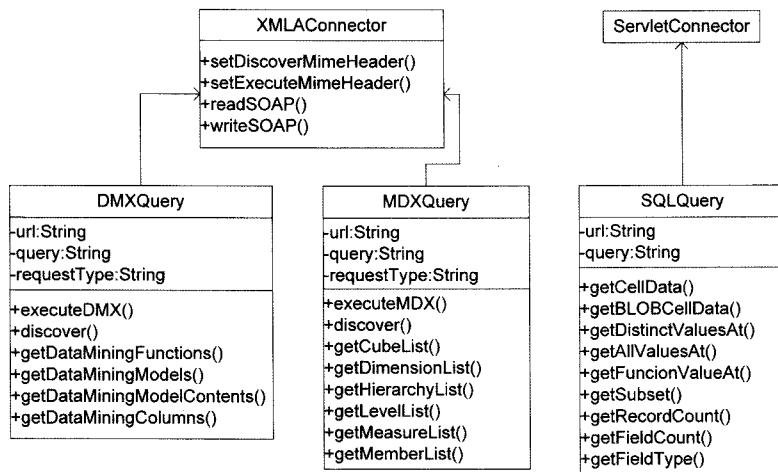 XMLAConnector
+setDiscoverMimeHeader()
+setExecuteMimeHeader()
+readSOAP()
+writeSOAP()
ServletConnector
DMXQuery
-url:String
-query:String
-requestType:String
+executeDMX()
+discover()
+getDataMiningFunctions()
+getDataMiningModels()
+getDataMiningModelContents()
+getDataMiningColumns()
MDXQuery
-url:String
-query:String
-requestType:String
+executeMDX()
+discover()
+getCubeList()
+getDimensionList()
+getHierarchyList()
+getLevelList()
+getMeasureList()
+getMemberList()
SQLQuery
-url:String
-query:String
+getCellData()
+getBLOBCellData()
+getDistinctValuesAt()
+getAllValuesAt()
+getFuncionValueAt()
+getSubset()
+getRecordCount()
+getFieldCount()
+getFieldType()